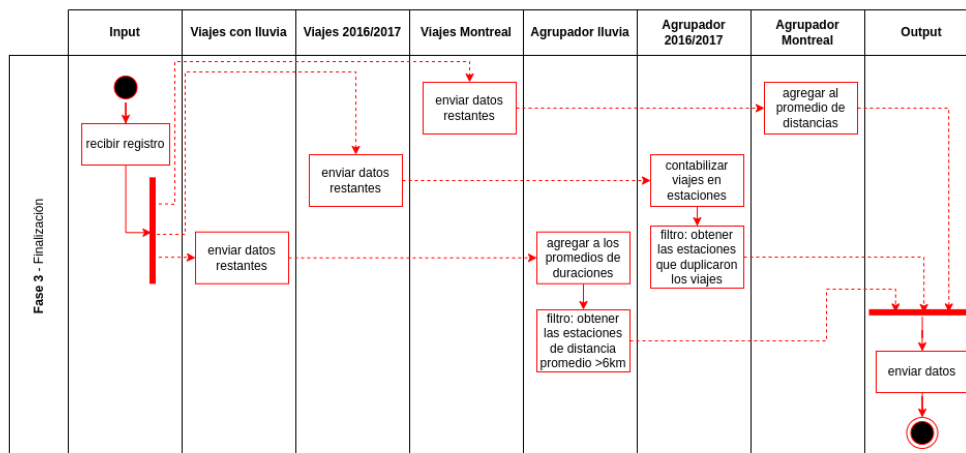 Input
Viajes con lluvia
Viajes 2016/2017
Viajes Montreal
Agrupador lluvia
Agrupador
2016/2017
Agrupador
Montreal
Output
Fase 3 - Finalización
recibir registro
enviar datos
restantes
enviar datos
restantes
enviar datos
restantes
agregar a los
promedios de
duraciones
filtro: obtener
las estaciones
de distancia
promedio >6km
contabilizar
viajes en
estaciones
filtro: obtener
las estaciones
que duplicaron
los viajes
agregar al
promedio de
distancias
enviar datos